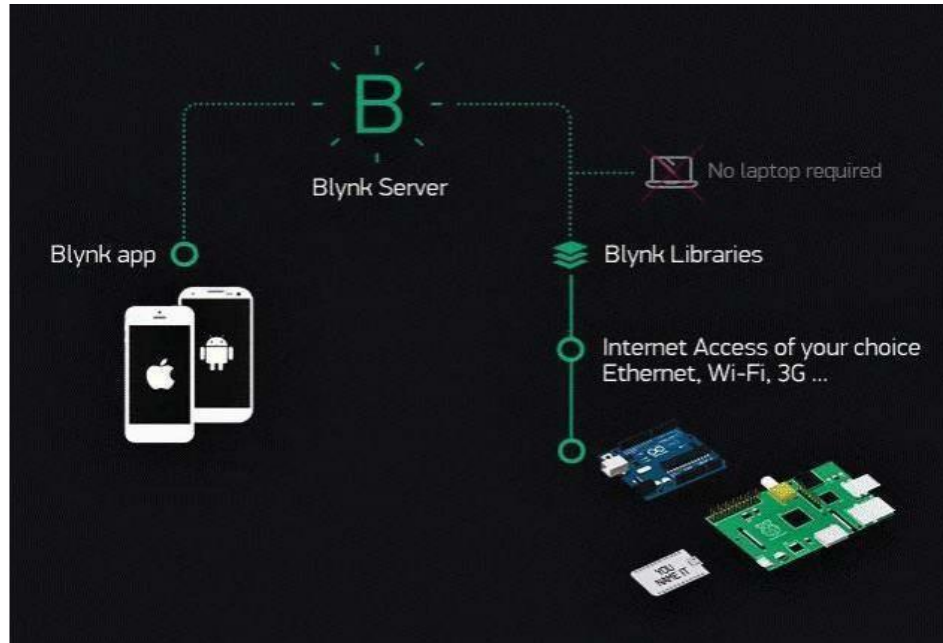 B
Blynk Server
No laptop required
Blynk app
Blynk Libraries
Internet Access of your choice
Ethernet, Wi-Fi, 3G ...
YOU
NAME IT